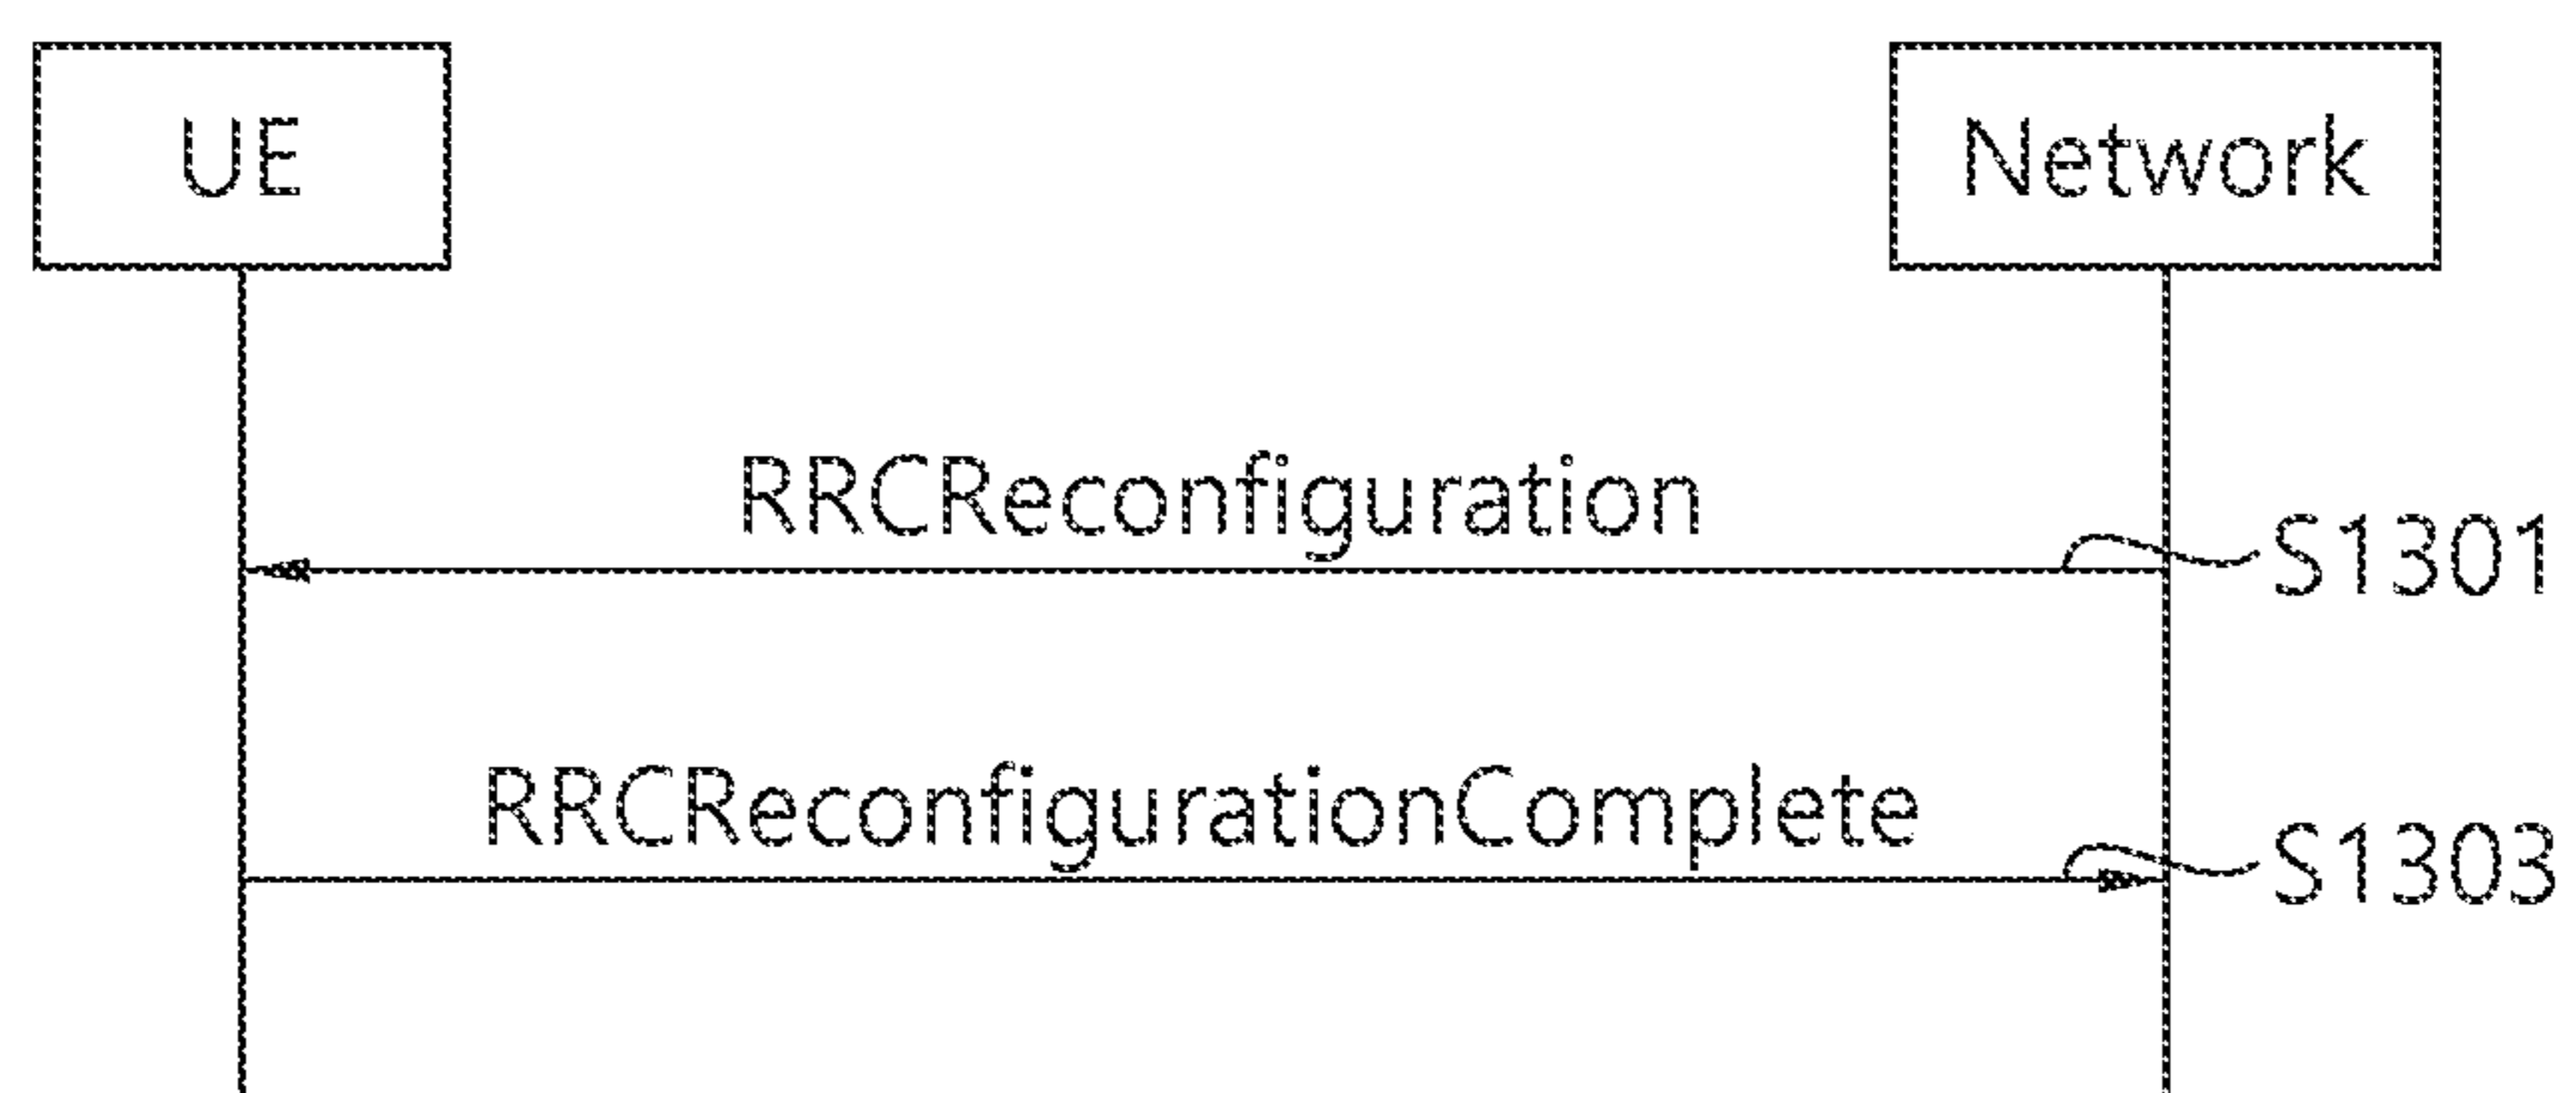 UE
Network
RRCReconfiguration
S1301
RRCReconfigurationComplete
S1303